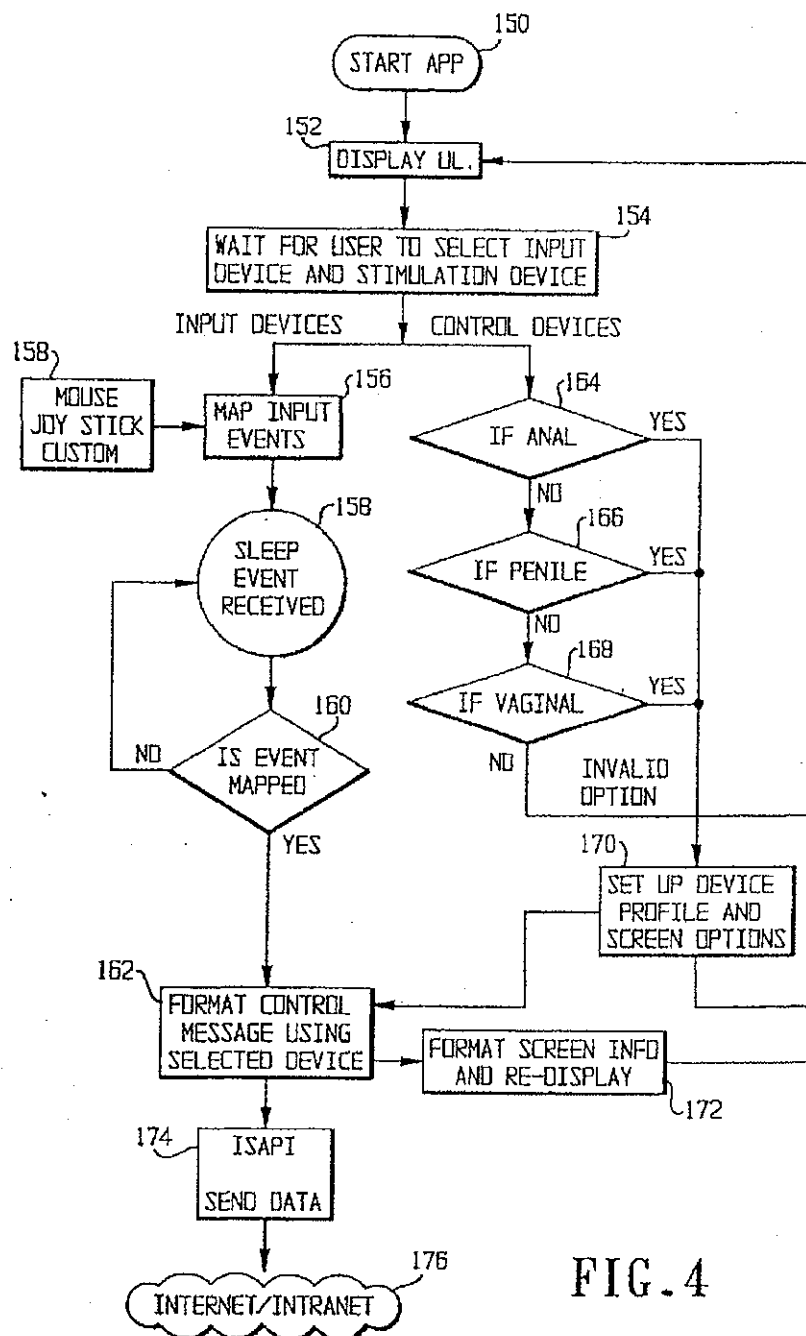 150
START APP
152
DISPLAY UL.
154
WAIT FOR USER TO SELECT INPUT
DEVICE AND STIMULATION DEVICE
INPUT DEVICES
CONTROL DEVICES
158
MOUSE
JOY STICK
CUSTOM
156
MAP INPUT
EVENTS
164
IF ANAL
YES
NO
158
SLEEP
EVENT
RECEIVED
166
IF PENILE
YES
NO
168
IF VAGINAL
YES
NO
INVALID
OPTION
160
IS EVENT
MAPPED
NO
YES
170
SET UP DEVICE
PROFILE AND
SCREEN OPTIONS
162
FORMAT CONTROL
MESSAGE USING
SELECTED DEVICE
FORMAT SCREEN INFO
AND RE-DISPLAY
172
174
ISAPI
SEND DATA
176
INTERNET/INTRANET
FIG. 4